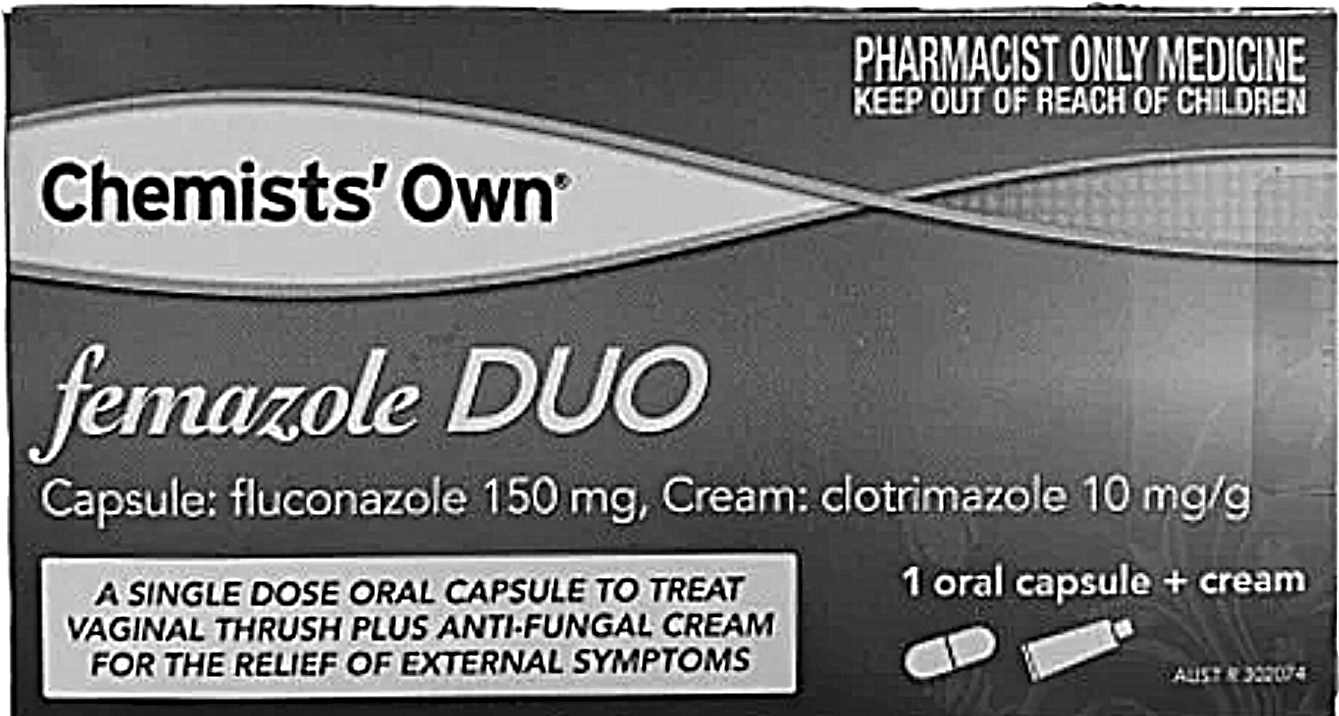 PHARMACIST ONLY MEDICINE
KEEP OUT OF REACH OF CHILDREN
Chemists' Own®
femazole DUO
Capsule: fluconazole 150 mg, Cream: clotrimazole 10 mg/g
A SINGLE DOSE ORAL CAPSULE TO TREAT
VAGINAL THRUSH PLUS ANTI-FUNGAL CREAM
FOR THE RELIEF OF EXTERNAL SYMPTOMS
1 oral capsule + cream
AUST R 302074